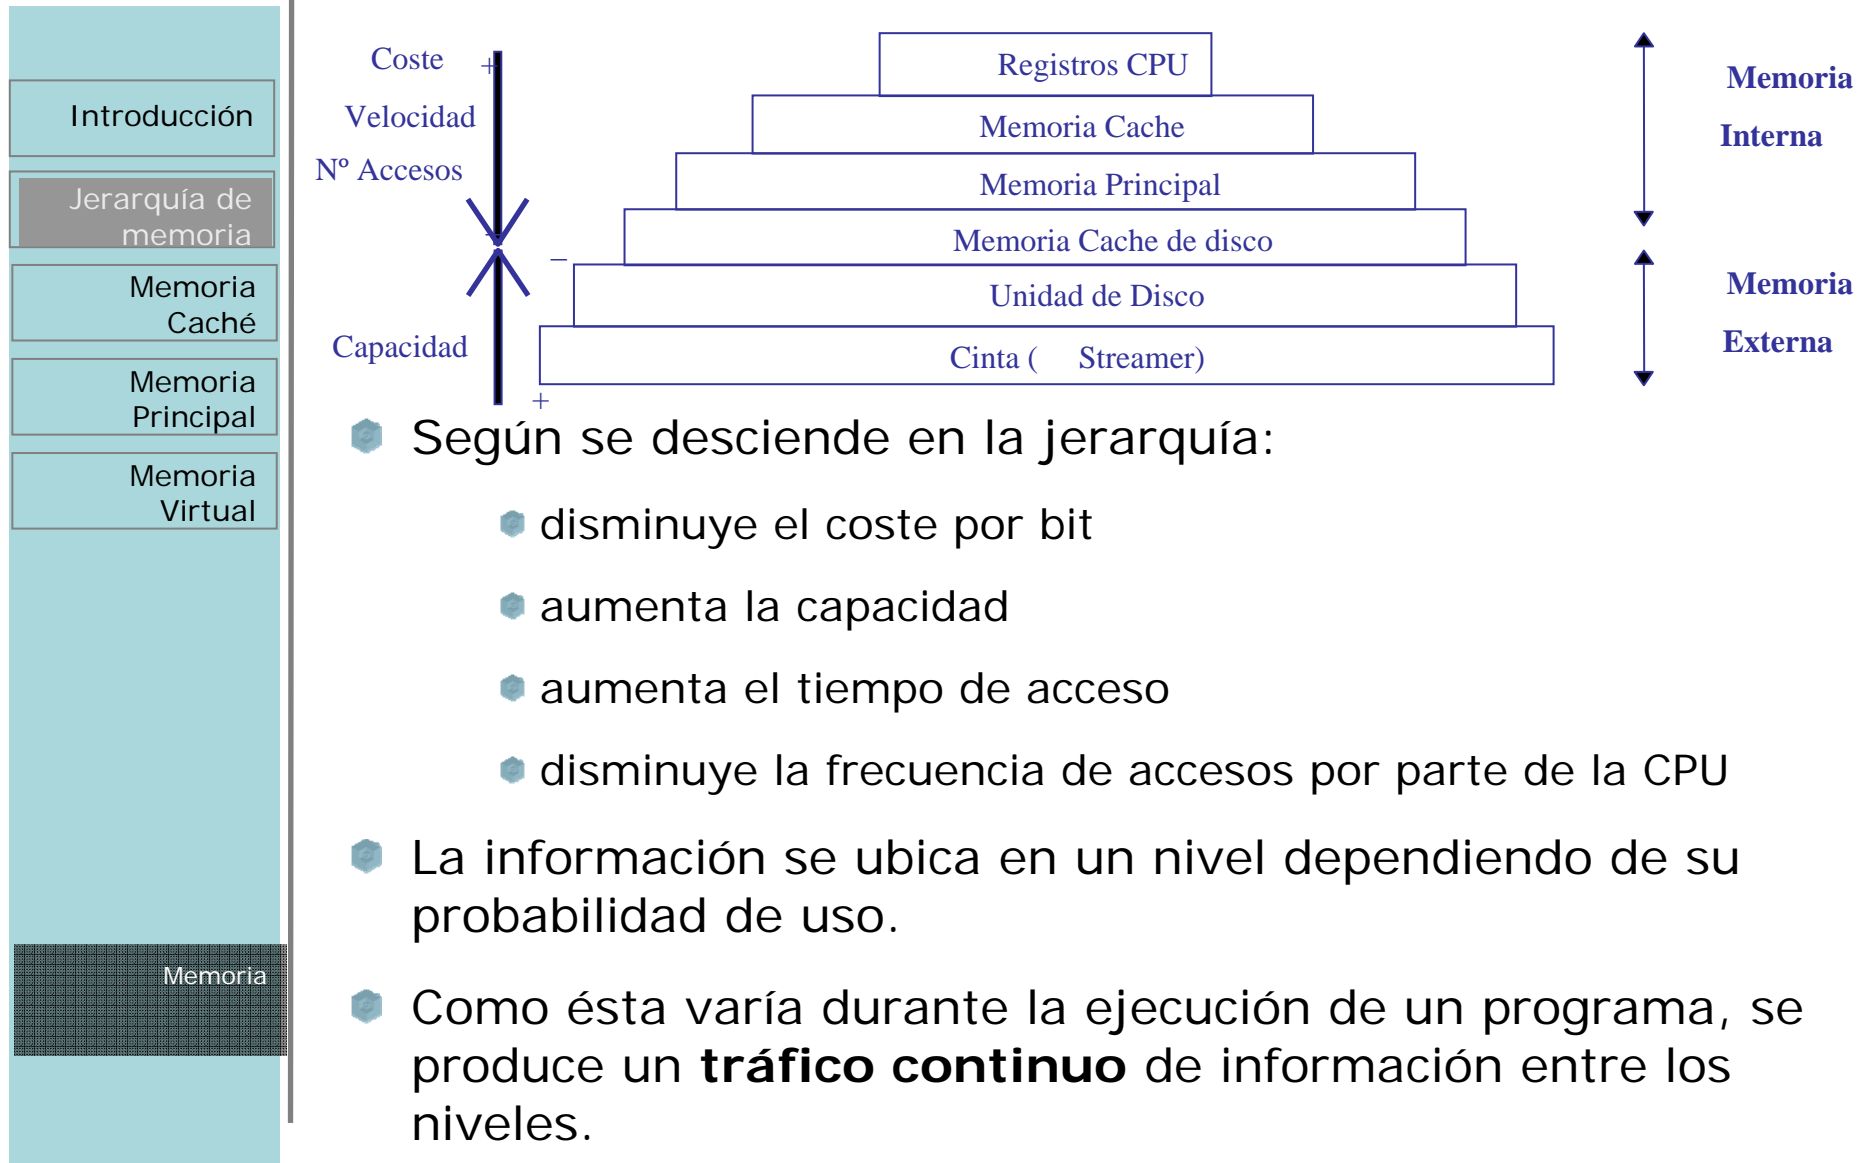 Introducción
Jerarquía de
memoria
Memoria
Caché
Memoria
Principal
Memoria
Virtual
Memoria
Coste
+
Velocidad
Nº Accesos
-
–
Capacidad
+
Registros CPU
Memoria Cache
Memoria Principal
Memoria Cache de disco
Unidad de Disco
Cinta ( Streamer)
Memoria
Interna
Memoria
Externa
Según se desciende en la jerarquía:
disminuye el coste por bit
aumenta la capacidad
aumenta el tiempo de acceso
disminuye la frecuencia de accesos por parte de la CPU
La información se ubica en un nivel dependiendo de su
probabilidad de uso.
Como ésta varía durante la ejecución de un programa, se
produce un tráfico continuo de información entre los
niveles.